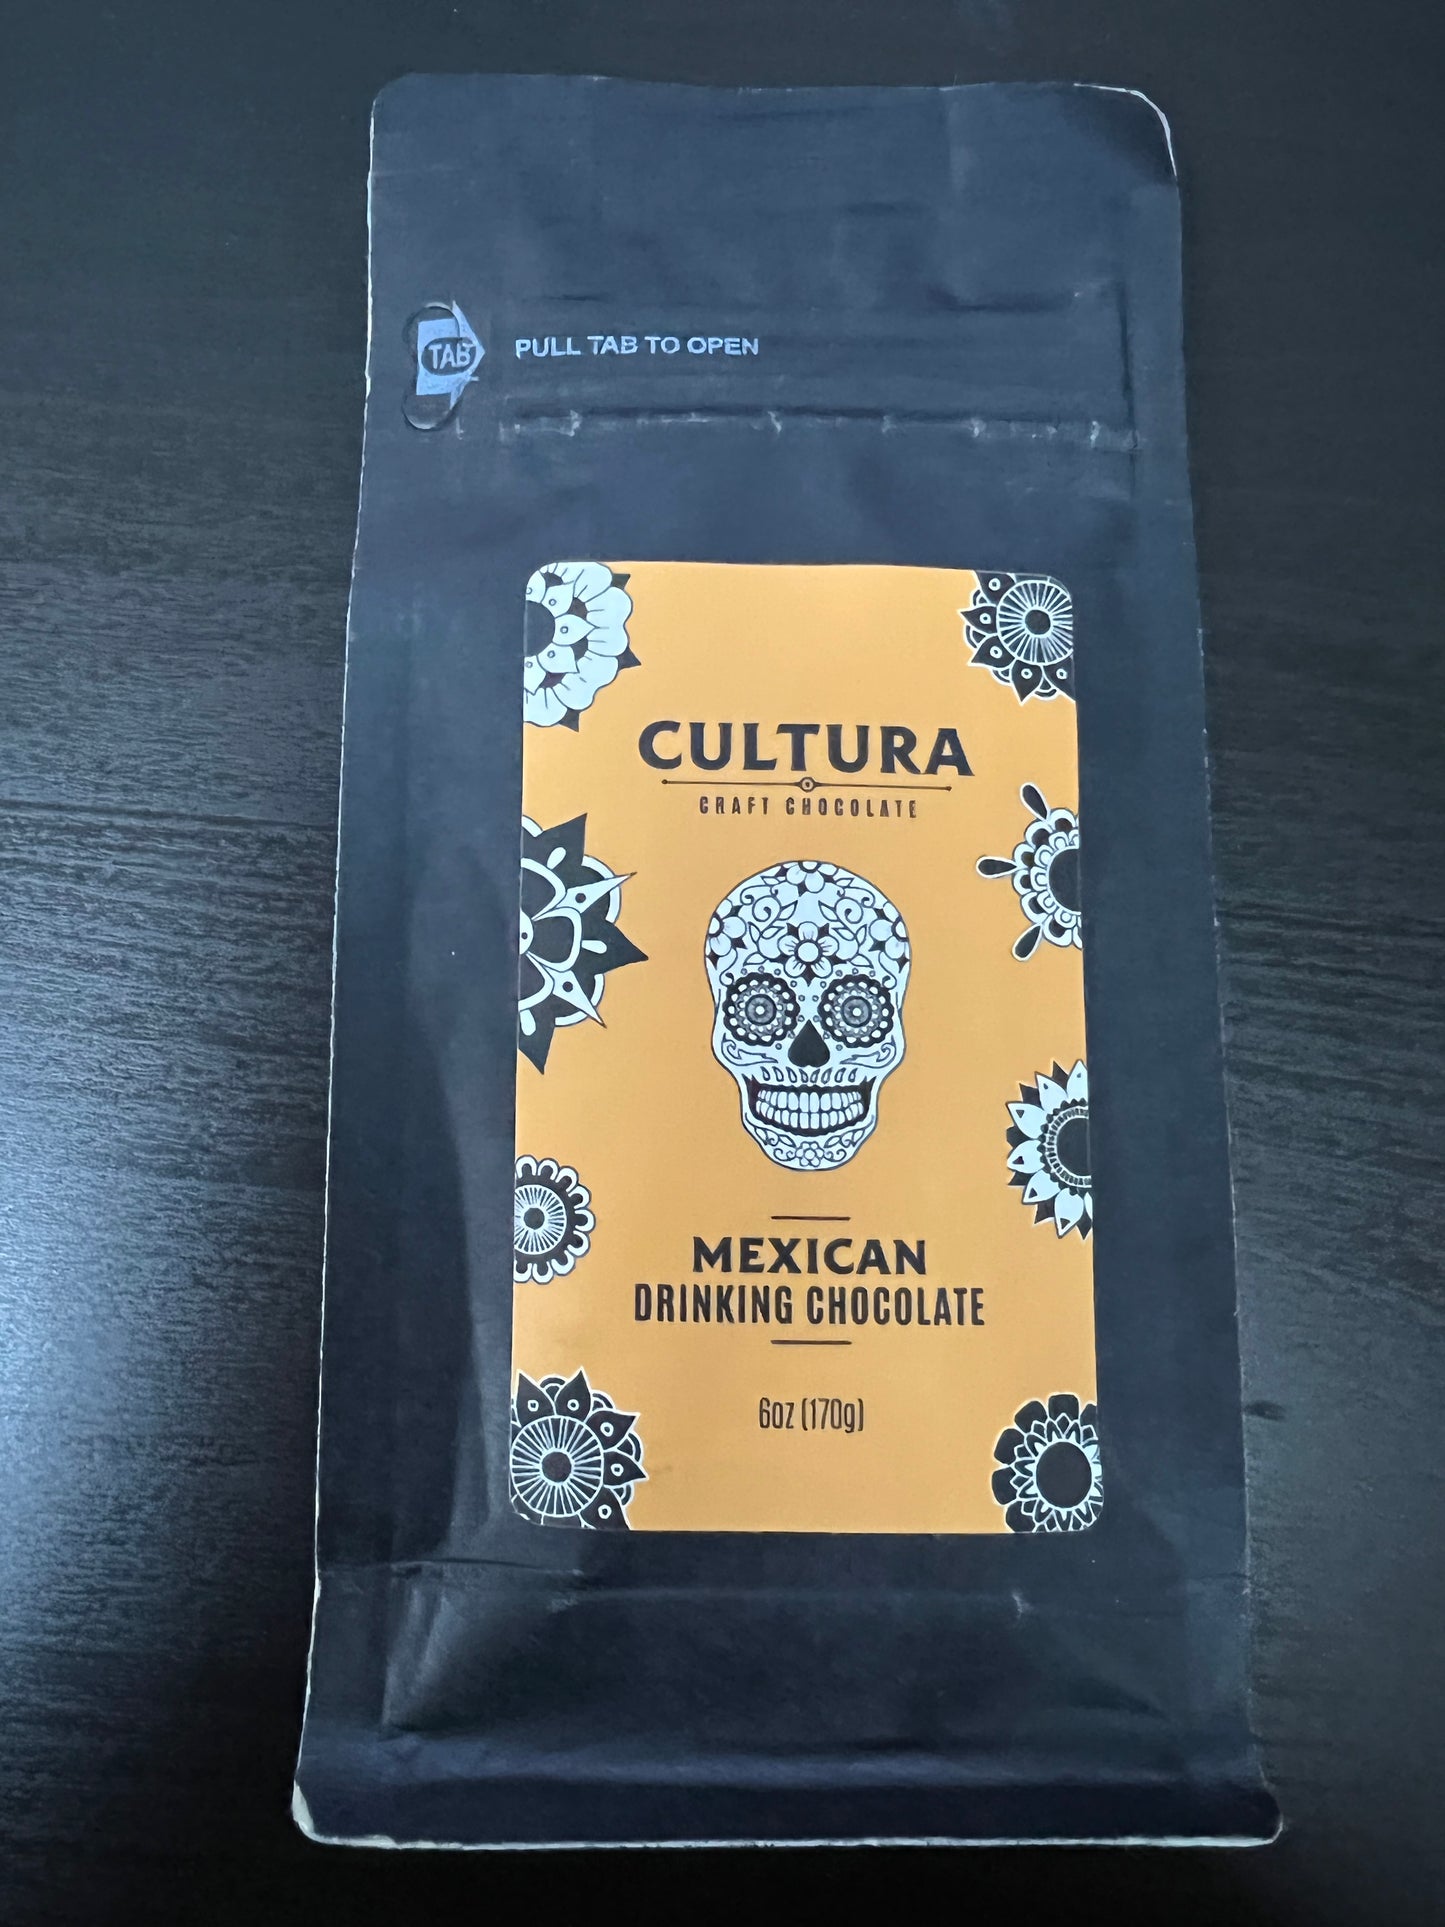 TAB
PULL TAB TO OPEN
CULTURA
CRAFT CHOCOLATE
MEXICAN
DRINKING CHOCOLATE
6oz (170g)